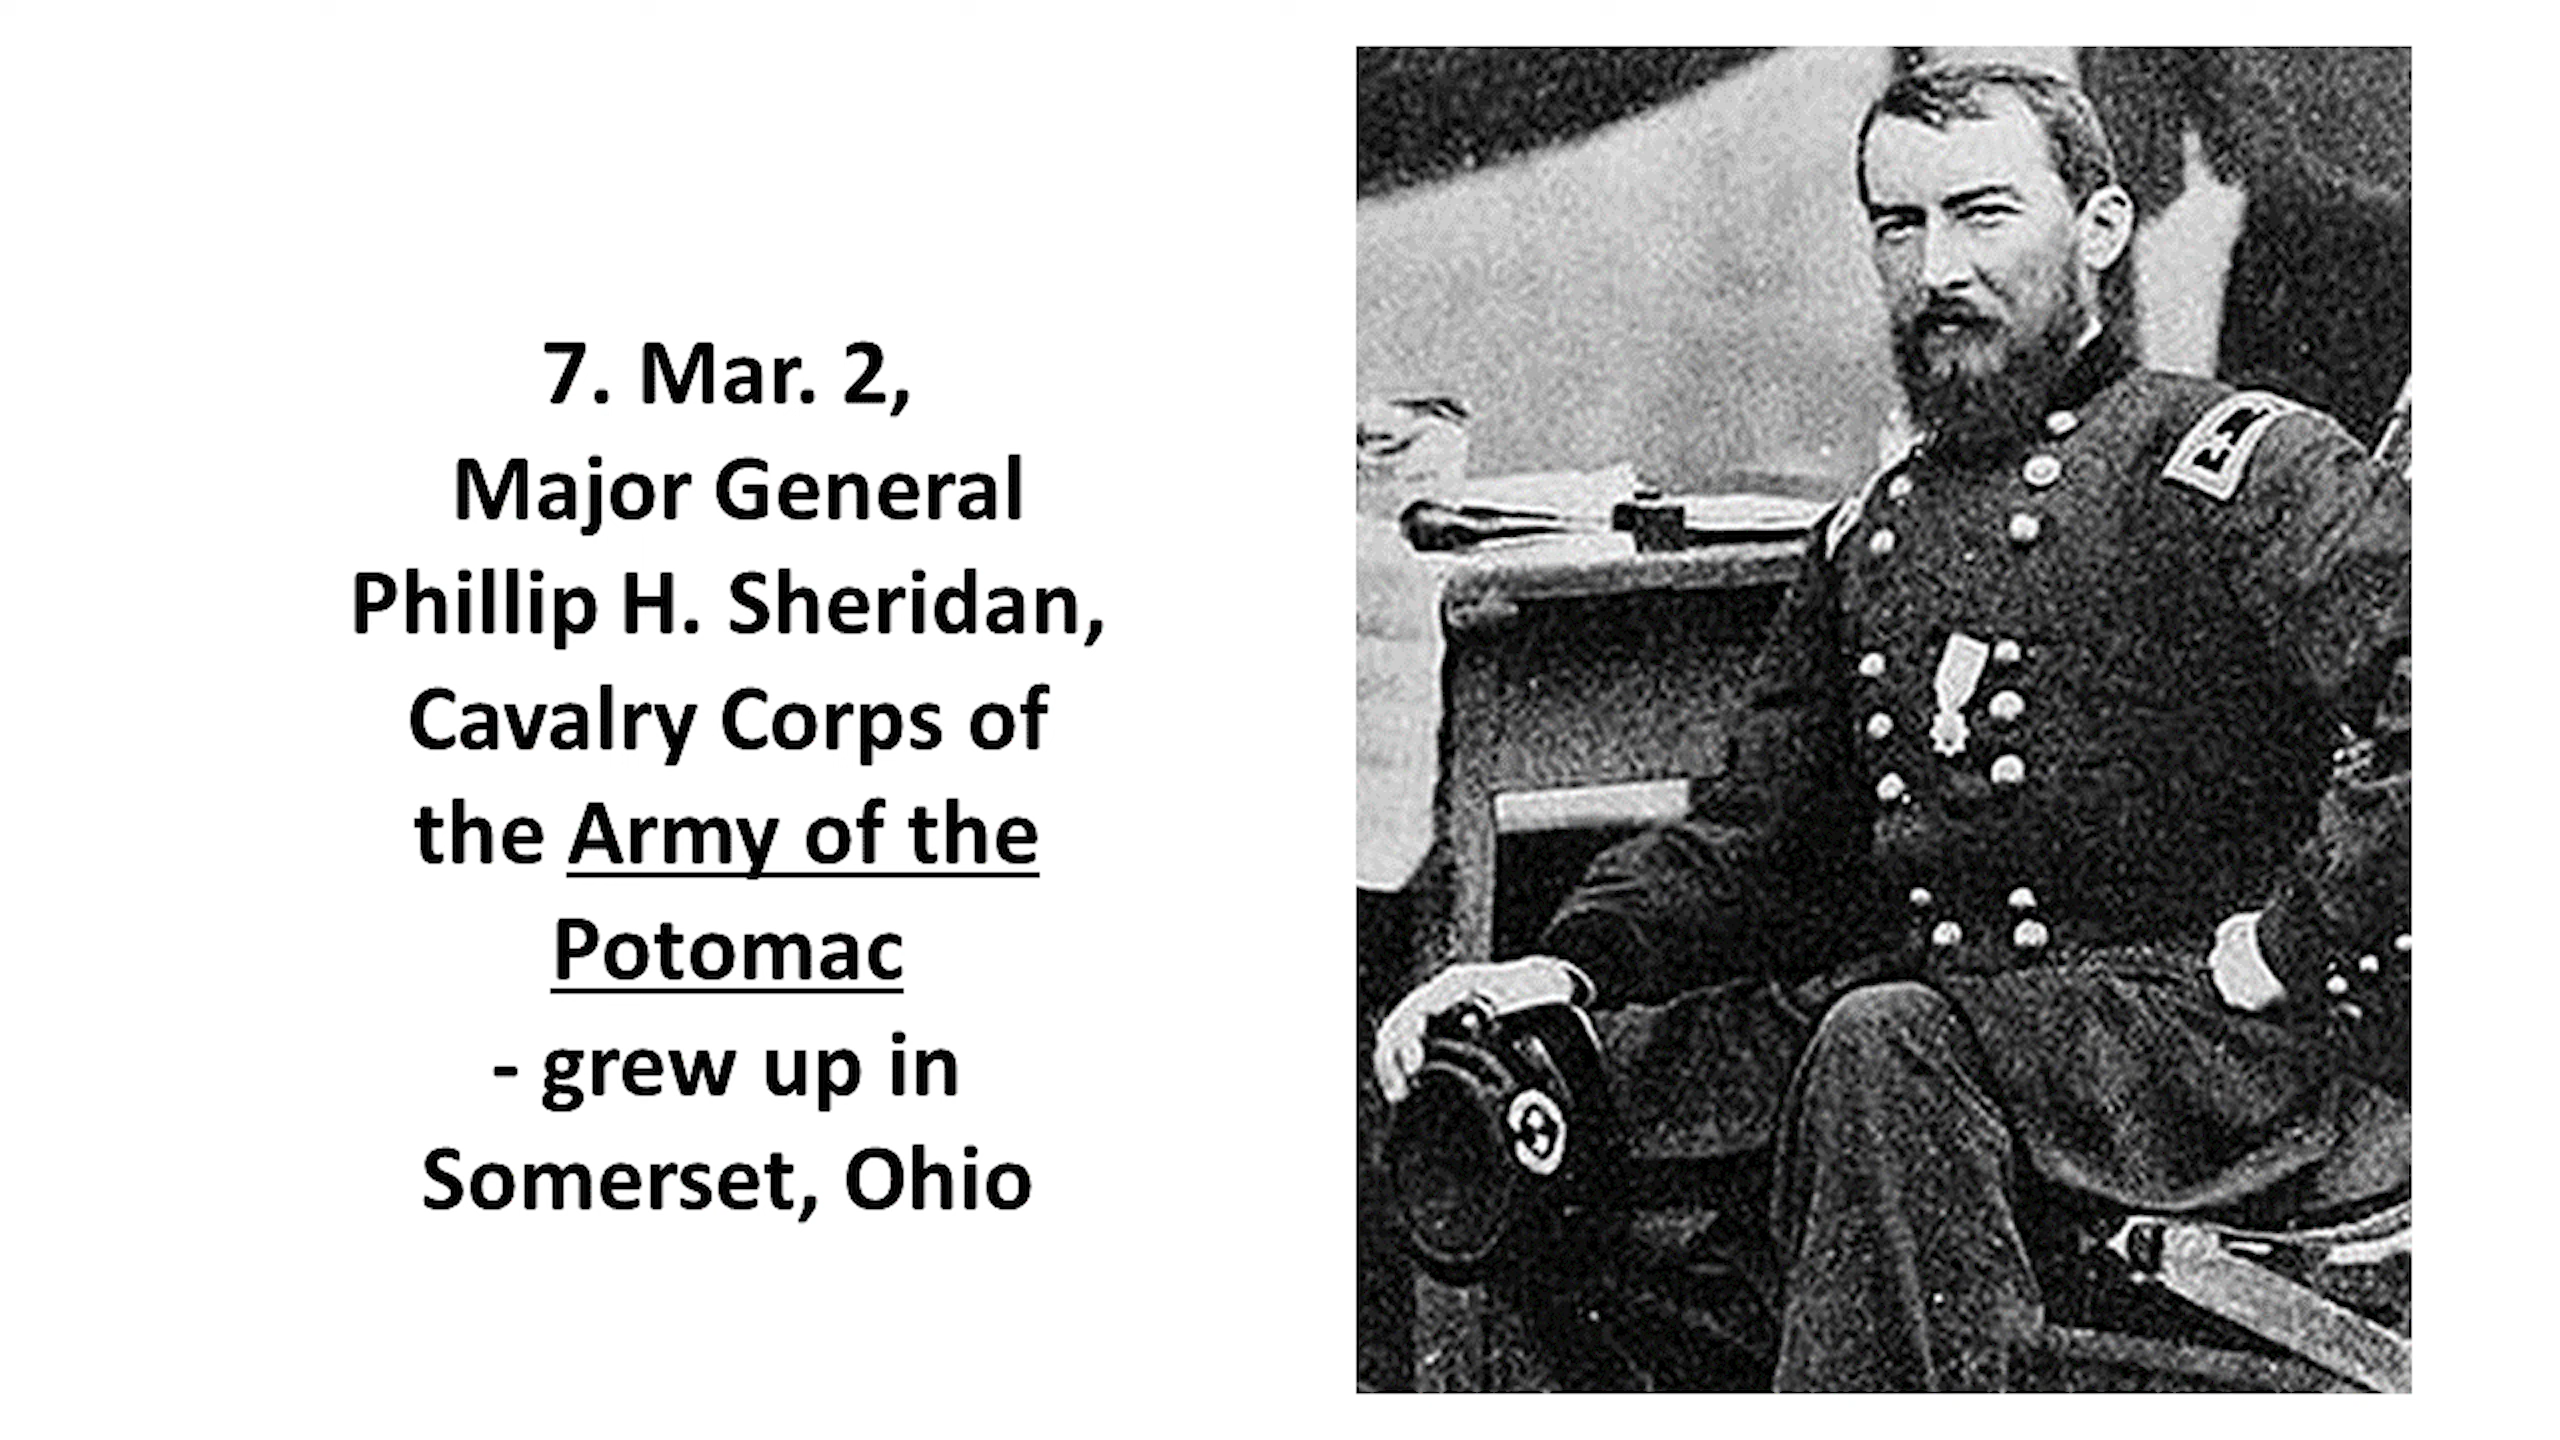 7. Mar. 2,
Major General
Phillip H. Sheridan,
Cavalry Corps of
the Army of the
Potomac
- grew up in
Somerset, Ohio